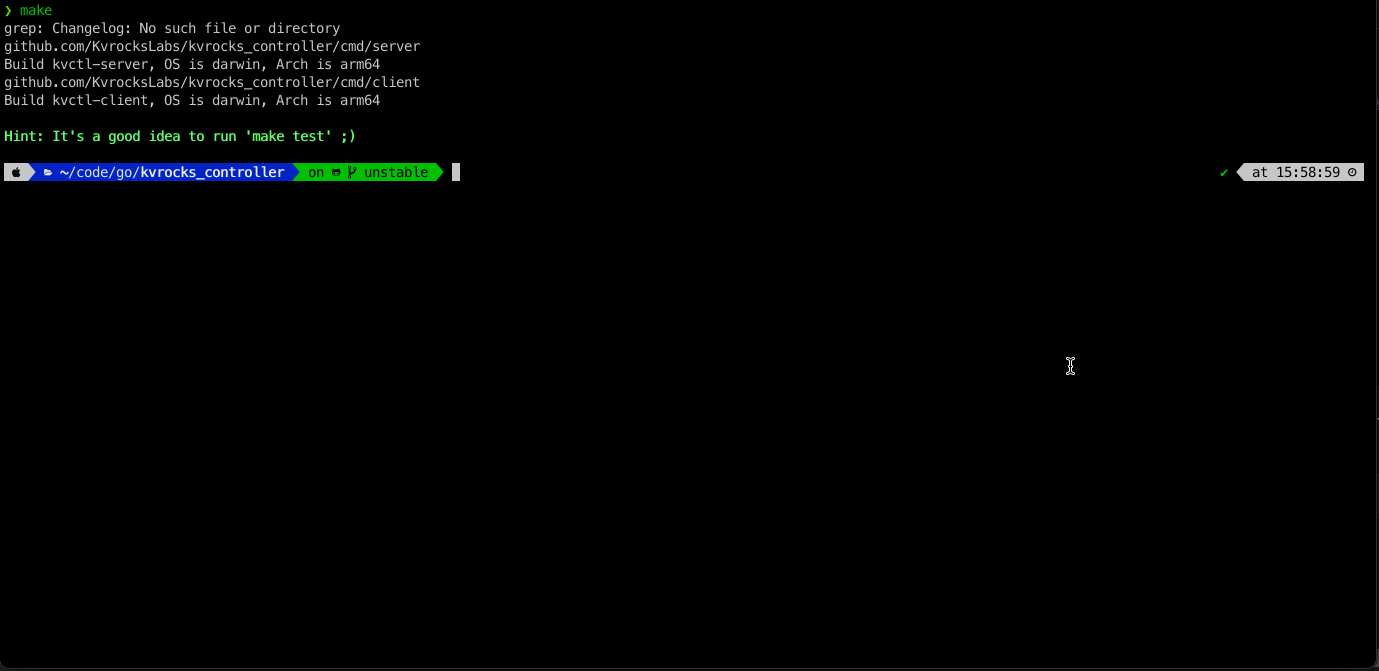 ❯ make
grep: Changelog: No such file or directory
github.com/KvrocksLabs/kvrocks_controller/cmd/server
Build kvctl-server, OS is darwin, Arch is arm64
github.com/KvrocksLabs/kvrocks_controller/cmd/client
Build kvctl-client, OS is darwin, Arch is arm64
Hint: It's a good idea to run 'make test' ;)
~/code/go/kvrocks_controller on unstable ✔ at 15:58:59